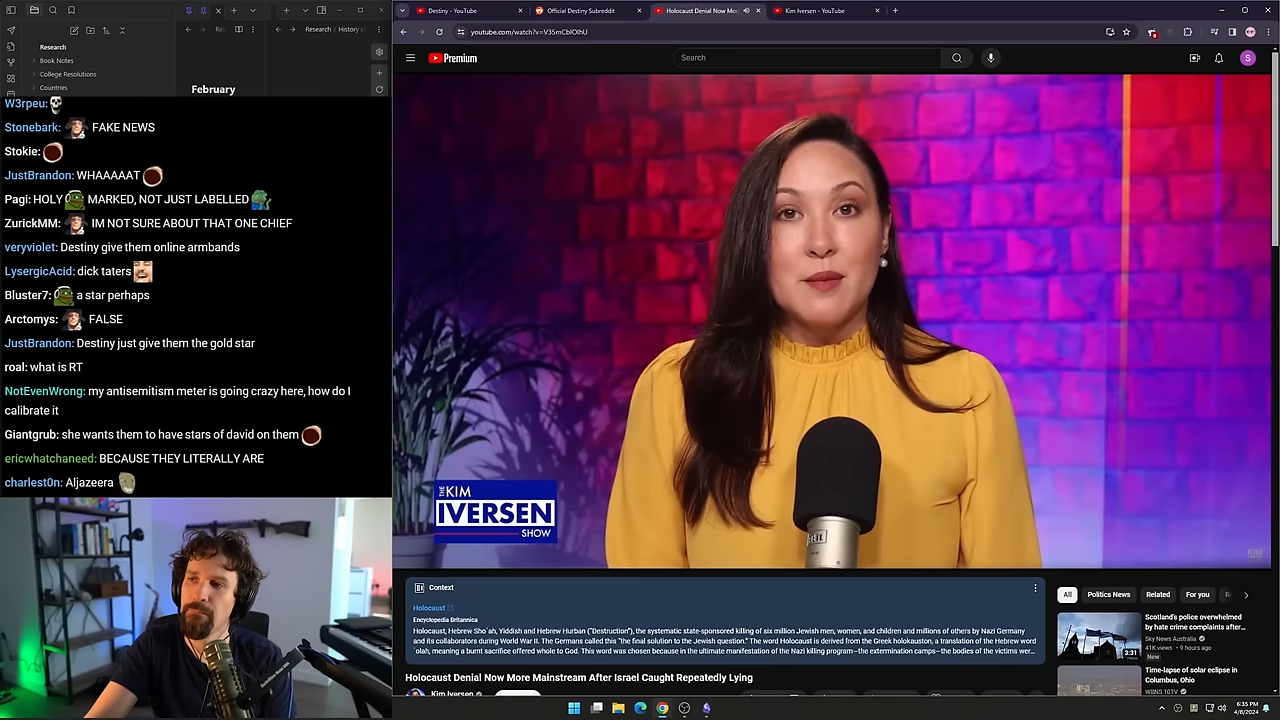 Destiny - YouTube
Official Destiny Subreddit
Holocaust Denial Now Mor
Kim Iversen - YouTube
youtube.com/watch?v=V35mCbIOlhU
Research / History of
Research
Book Notes
College Resolutions
Countries
February
Premium
Search
S
W3rpeu:
Stonebark: FAKE NEWS
Stokie:
JustBrandon: WHAAAAAT
Pagi: HOLY MARKED, NOT JUST LABELLED
ZurickMM: IM NOT SURE ABOUT THAT ONE CHIEF
veryviolet: Destiny give them online armbands
LysergicAcid: dick taters
Bluster7: a star perhaps
Arctomys: FALSE
JustBrandon: Destiny just give them the gold star
roal: what is RT
NotEvenWrong: my antisemitism meter is going crazy here, how do I
calibrate it
Giantgrub: she wants them to have stars of david on them
ericwhatchaneed: BECAUSE THEY LITERALLY ARE
charlest0n: Aljazeera
THE KIM
IVERSEN
SHOW
Context
Holocaust
Encyclopedia Britannica
Holocaust, Hebrew Shoʾah, Yiddish and Hebrew Hurban ("Destruction"), the systematic state-sponsored killing of six million Jewish men, women, and children and millions of others by Nazi Germany
and its collaborators during World War II. The Germans called this "the final solution to the Jewish question." The word Holocaust is derived from the Greek holokauston, a translation of the Hebrew word
ʿolah, meaning a burnt sacrifice offered whole to God. This word was chosen because in the ultimate manifestation of the Nazi killing program—the extermination camps—the bodies of the victims wer...
Holocaust Denial Now More Mainstream After Israel Caught Repeatedly Lying
Kim Iversen
All
Politics News
Related
For you
Scotland's police overwhelmed
by hate crime complaints after...
Sky News Australia
41K views • 9 hours ago
New
3:31
Time-lapse of solar eclipse in
Columbus, Ohio
WBNS 10TV
6:35 PM
4/8/2024